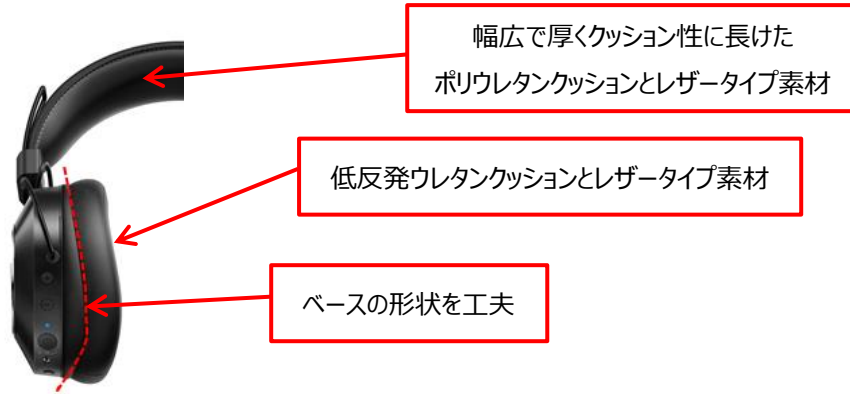 幅広で厚くクッション性に長けた
ポリウレタンクッションとレザータイプ素材
低反発ウレタンクッションとレザータイプ素材
ベースの形状を工夫